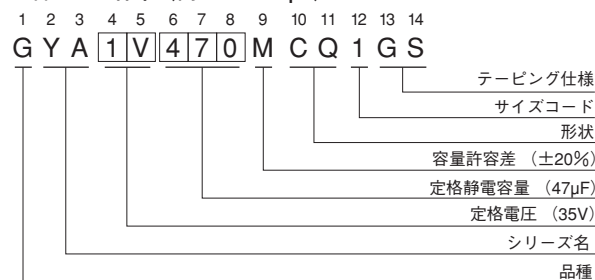 1 2 3 4 5 6 7 8 9 10 11 12 13 14
G Y A 1 V 4 7 0 M C Q 1 G S
テーピング仕様
サイズコード
形状
容量許容差 （±20%）
定格静電容量 （47μF）
定格電圧 （35V）
シリーズ名
品種